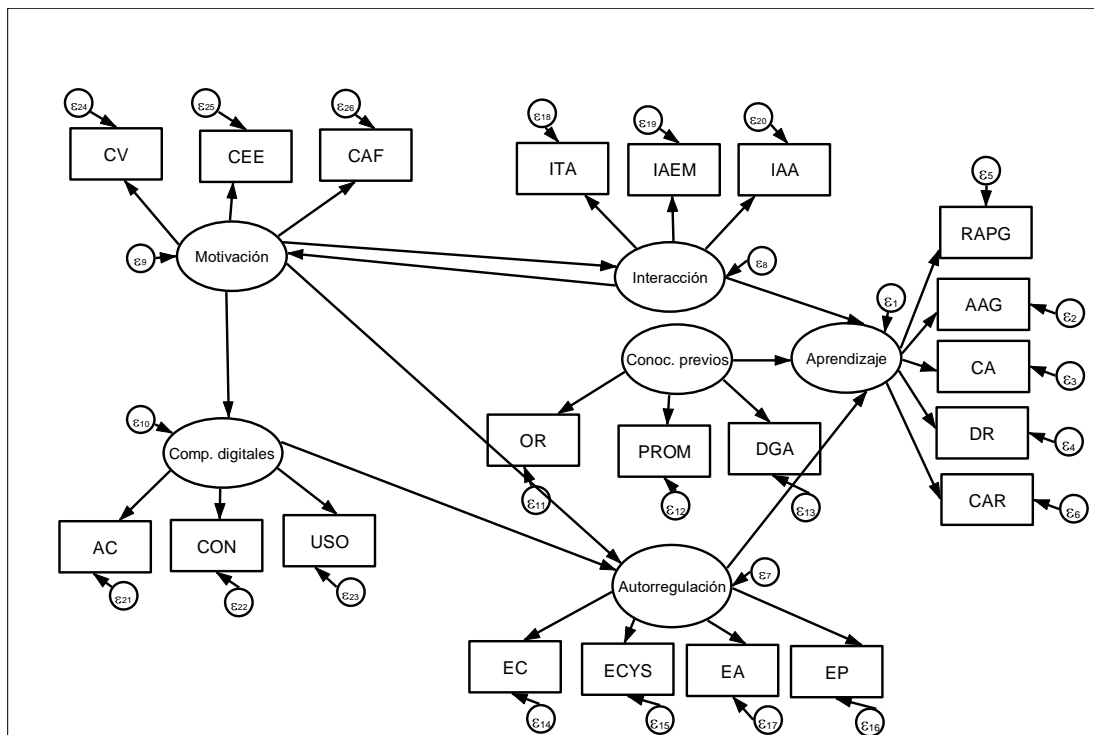 ε24
ε25
ε26
CV
CEE
CAF
ε18
ε19
ε20
ITA
IAEM
IAA
ε5
RAPG
ε9
Motivación
Interacción
ε8
ε1
AAG
ε2
Conoc. previos
Aprendizaje
CA
ε3
ε10
Comp. digitales
OR
PROM
DGA
DR
ε4
ε11
ε12
ε13
CAR
ε6
AC
CON
USO
ε21
ε22
ε23
Autorregulación
ε7
EC
ECYS
EA
EP
ε14
ε15
ε17
ε16